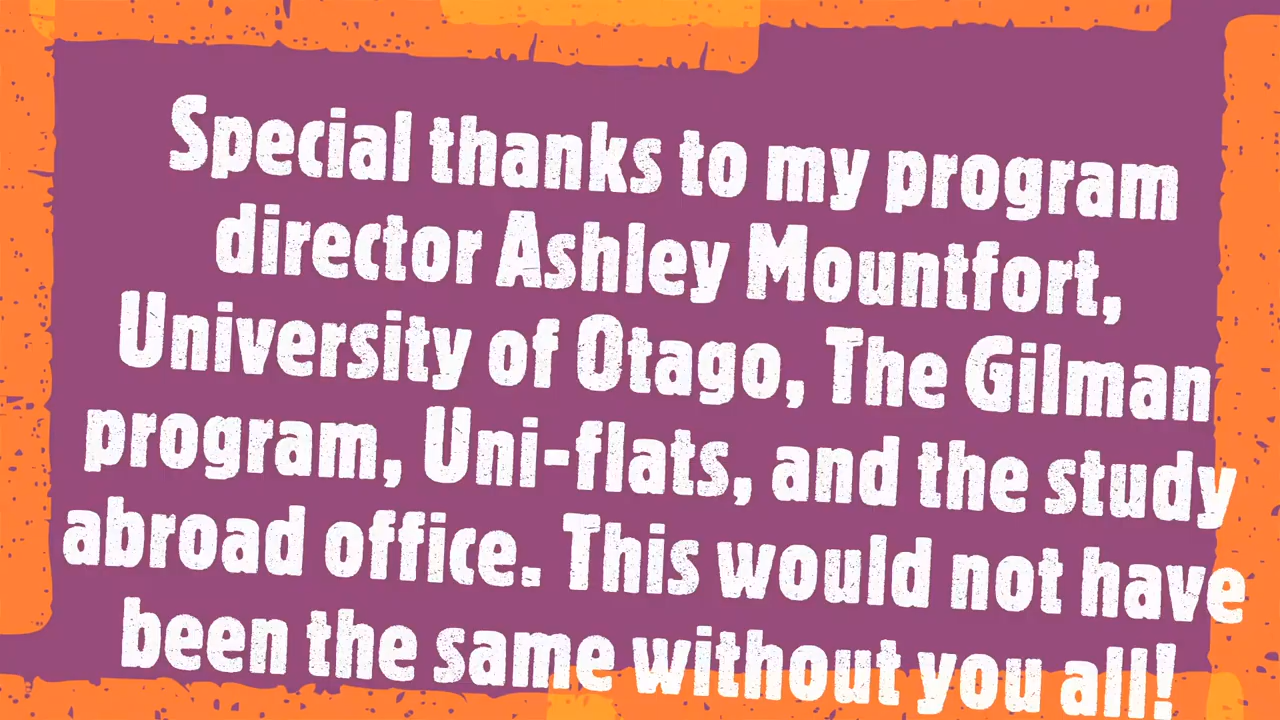 Special thanks to my program
director Ashley Mountfort,
University of Otago, The Gilman
program, Uni-flats, and the study
abroad office. This would not have
been the same without you all!